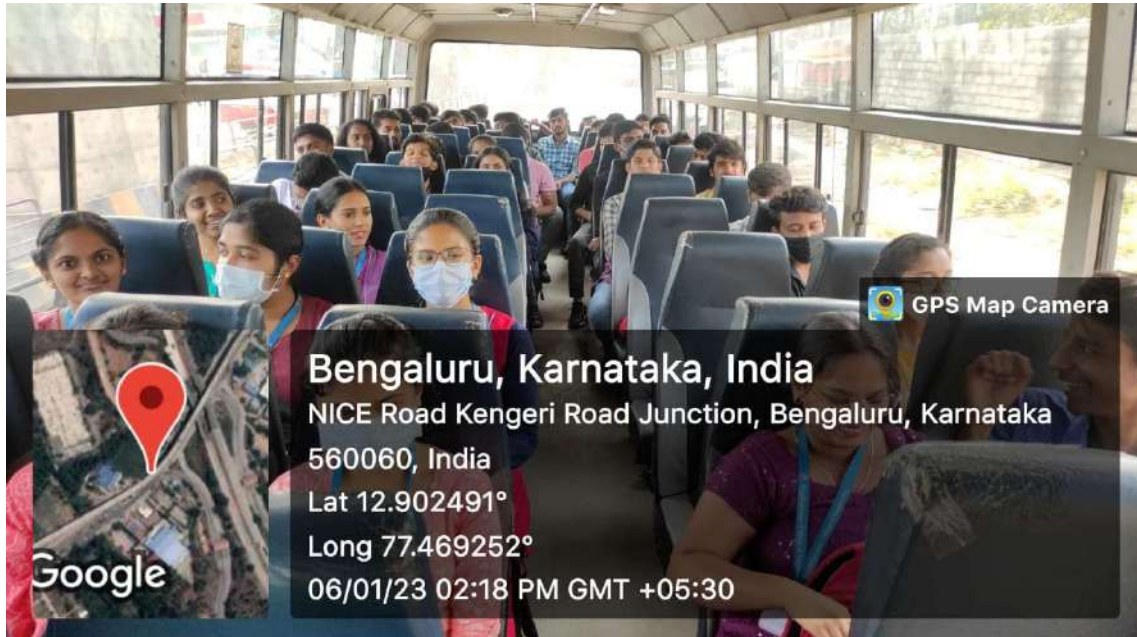 GPS Map Camera
Bengaluru, Karnataka, India
NICE Road Kengeri Road Junction, Bengaluru, Karnataka
560060, India
Lat 12.902491°
Long 77.469252°
06/01/23 02:18 PM GMT +05:30
Google